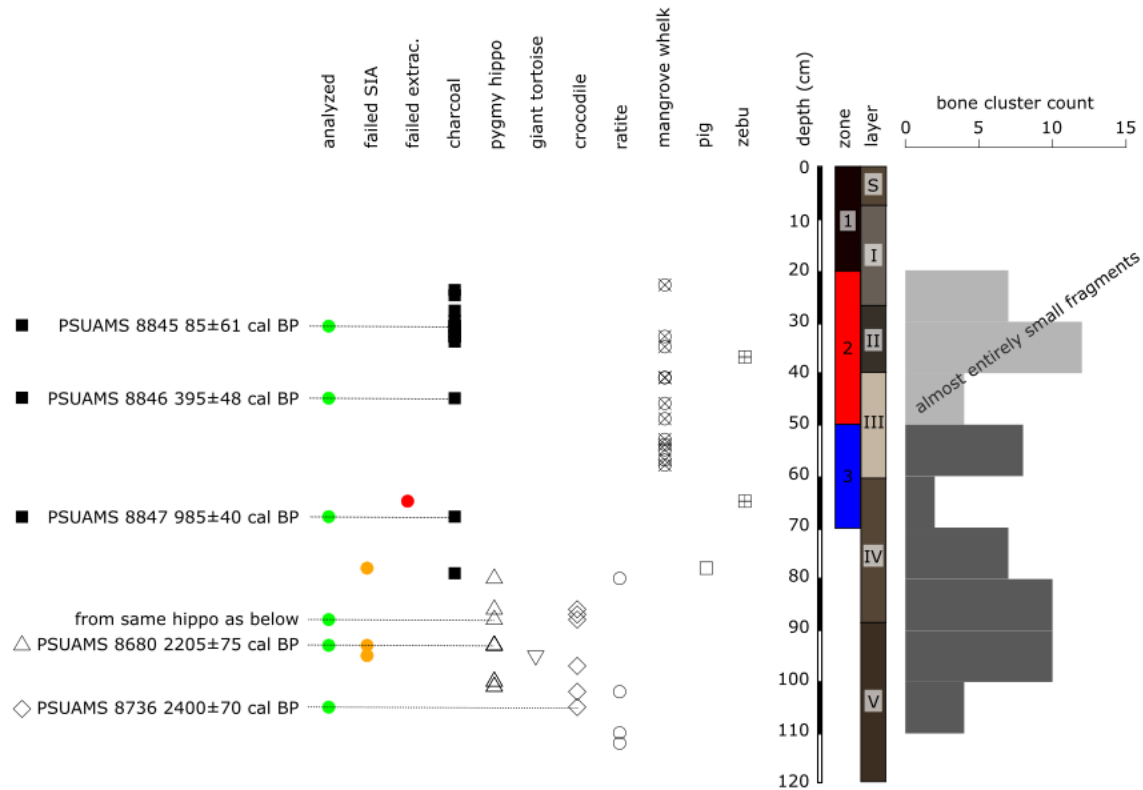 analyzed
failed SIA
failed extrac.
charcoal
pygmy hippo
giant tortoise
crocodile
ratite
mangrove whelk
pig
zebu
depth (cm)
zone
layer
bone cluster count
0 5 10 15
0
10
20
30
40
50
60
70
80
90
100
110
120
1
2
3
S
I
II
III
IV
V
almost entirely small fragments
PSUAMS 8845 85±61 cal BP
PSUAMS 8846 395±48 cal BP
PSUAMS 8847 985±40 cal BP
from same hippo as below
PSUAMS 8680 2205±75 cal BP
PSUAMS 8736 2400±70 cal BP